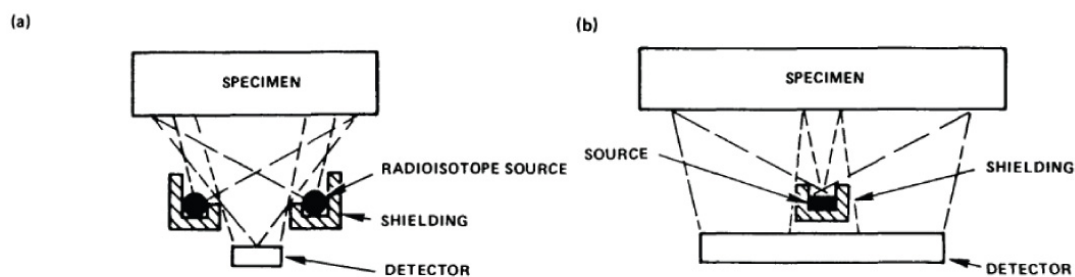 (a)
SPECIMEN
RADIOISOTOPE SOURCE
SHIELDING
DETECTOR
(b)
SPECIMEN
SOURCE
SHIELDING
DETECTOR